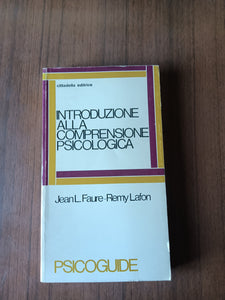 cittadella editrice
INTRODUZIONE
ALLA
COMPRENSIONE
PSICOLOGICA
Jean L. Faure - Remy Lafon
PSICOGUIDE